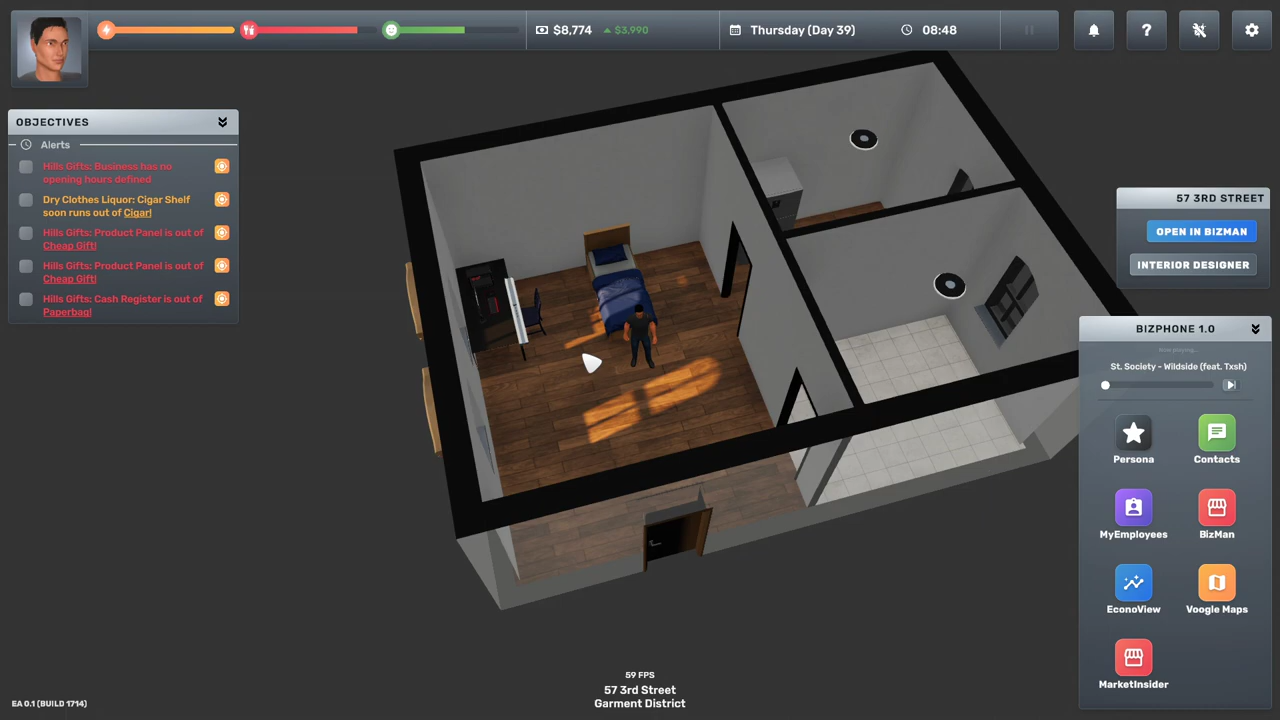 $8,774
$3,990
Thursday (Day 39)
08:48
?
OBJECTIVES
Alerts
Hills Gifts: Business has no
opening hours defined
Dry Clothes Liquor: Cigar Shelf
soon runs out of Cigar!
Hills Gifts: Product Panel is out of
Cheap Gift!
Hills Gifts: Product Panel is out of
Cheap Gift!
Hills Gifts: Cash Register is out of
Paperbag!
57 3RD STREET
OPEN IN BIZMAN
INTERIOR DESIGNER
BIZPHONE 1.0
Now playing...
St. Society - Wildside (feat. Txsh)
Persona
Contacts
MyEmployees
BizMan
EconoView
Voogle Maps
MarketInsider
59 FPS
57 3rd Street
Garment District
EA 0.1 (BUILD 1714)